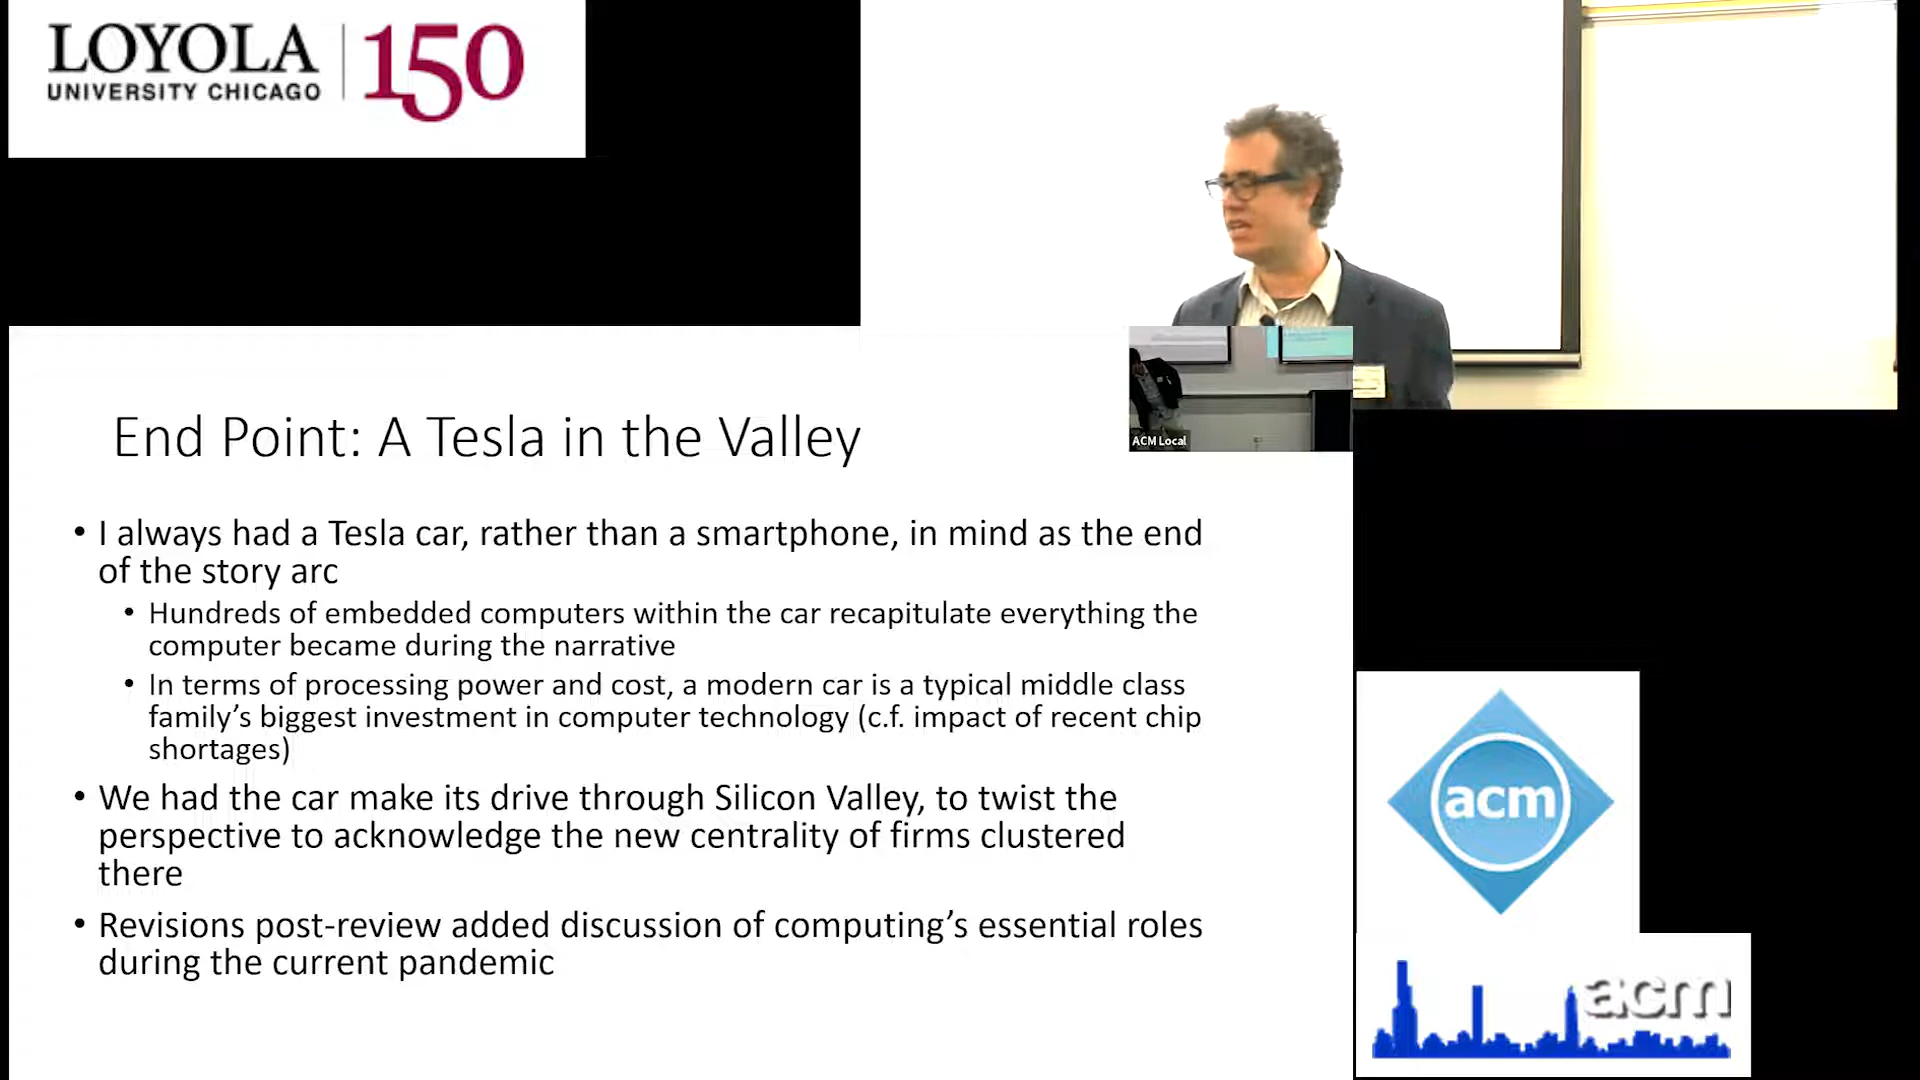 LOYOLA 150
UNIVERSITY CHICAGO
ACM Local
End Point: A Tesla in the Valley
• I always had a Tesla car, rather than a smartphone, in mind as the end
of the story arc
• Hundreds of embedded computers within the car recapitulate everything the
computer became during the narrative
• In terms of processing power and cost, a modern car is a typical middle class
family’s biggest investment in computer technology (c.f. impact of recent chip
shortages)
• We had the car make its drive through Silicon Valley, to twist the
perspective to acknowledge the new centrality of firms clustered
there
• Revisions post-review added discussion of computing’s essential roles
during the current pandemic
acm
acm